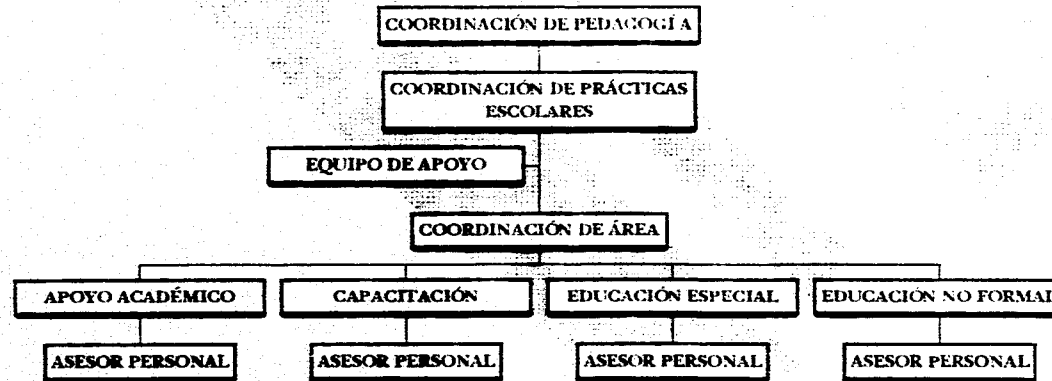 COORDINACIÓN DE PEDAGOGÍA
COORDINACIÓN DE PRÁCTICAS
ESCOLARES
EQUIPO DE APOYO
COORDINACIÓN DE ÁREA
APOYO ACADÉMICO
CAPACITACIÓN
EDUCACIÓN ESPECIAL
EDUCACIÓN NO FORMAL
ASESOR PERSONAL
ASESOR PERSONAL
ASESOR PERSONAL
ASESOR PERSONAL